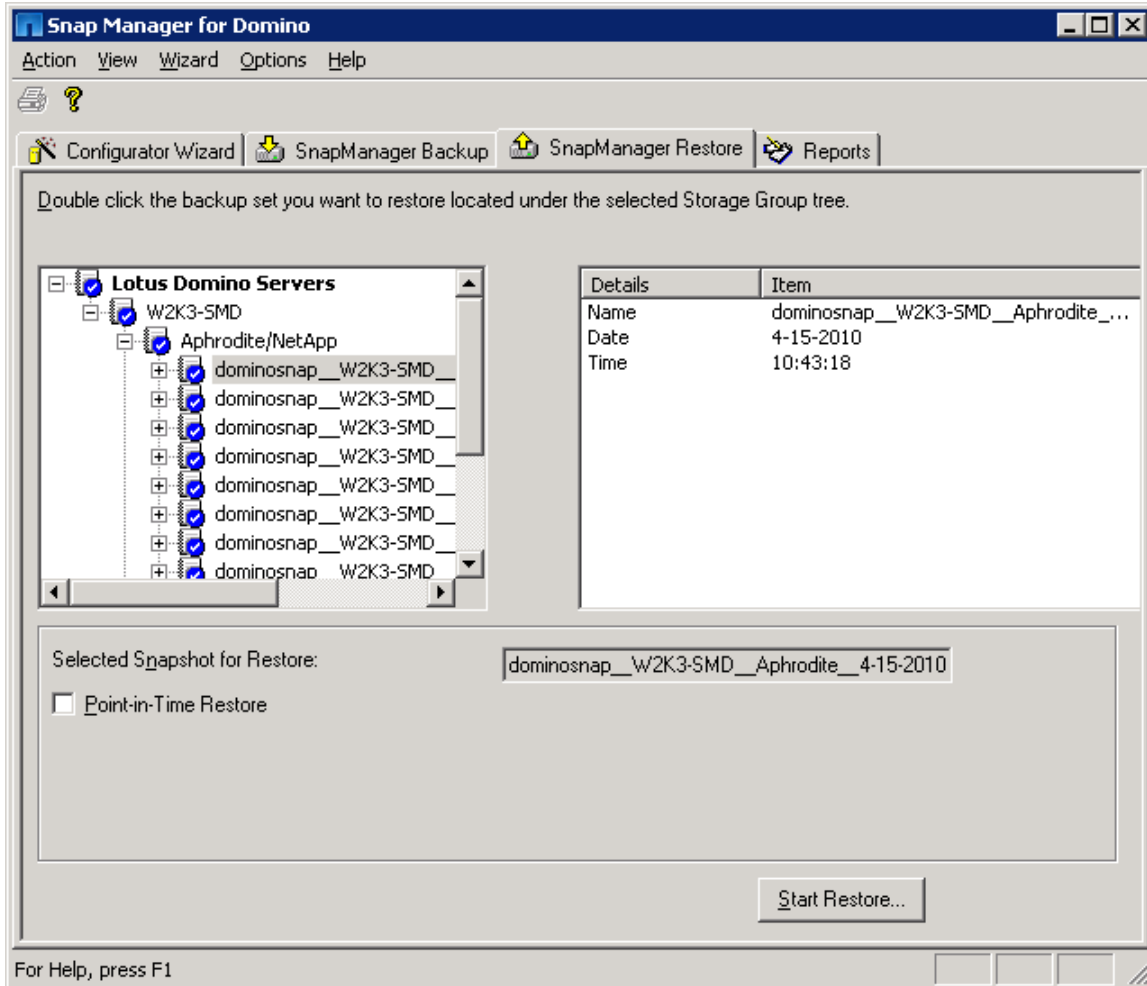 Snap Manager for Domino
Action View Wizard Options Help
Configurator Wizard SnapManager Backup SnapManager Restore Reports
Double click the backup set you want to restore located under the selected Storage Group tree.
Lotus Domino Servers
W2K3-SMD
Aphrodite/NetApp
dominosnap__W2K3-SMD__
dominosnap__W2K3-SMD__
dominosnap__W2K3-SMD__
dominosnap__W2K3-SMD__
dominosnap__W2K3-SMD__
dominosnap__W2K3-SMD__
dominosnap__W2K3-SMD__
dominosnap__W2K3-SMD__
Details Item
Name dominosnap__W2K3-SMD__Aphrodite_...
Date 4-15-2010
Time 10:43:18
Selected Snapshot for Restore: dominosnap__W2K3-SMD__Aphrodite__4-15-2010
Point-in-Time Restore
Start Restore...
For Help, press F1